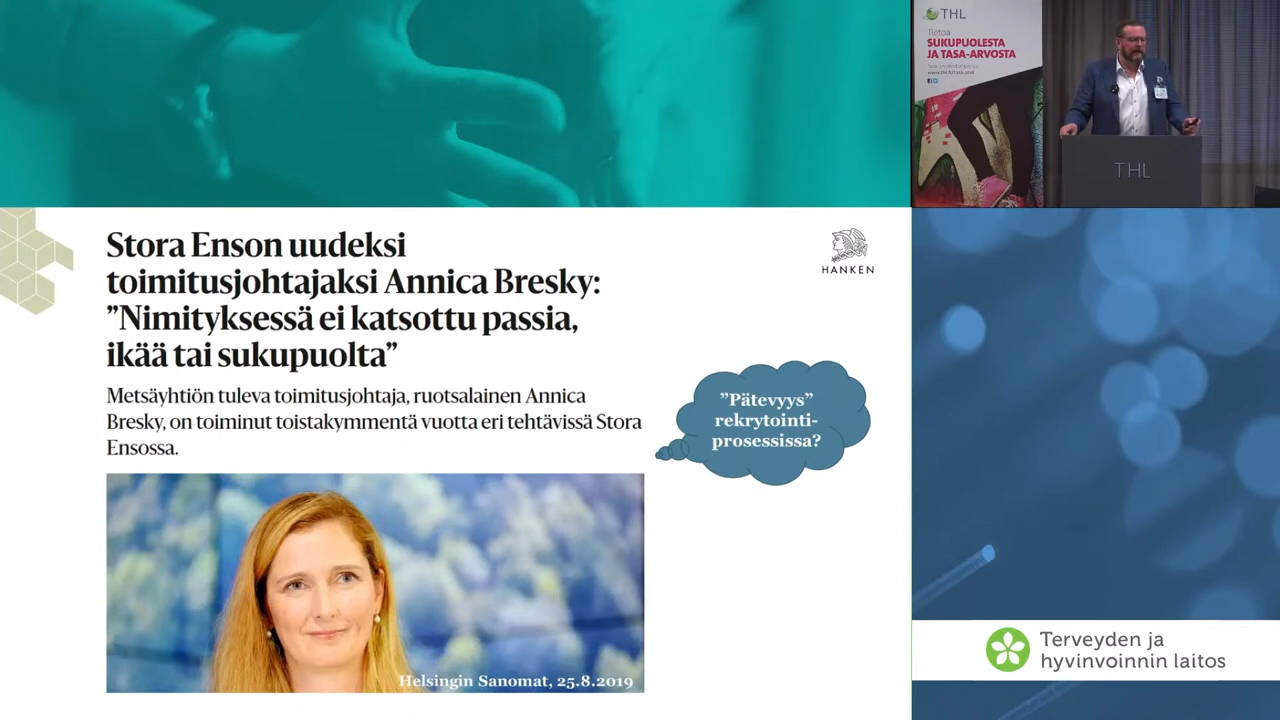 THL
Tietoa
SUKUPUOLESTA
JA TASA-ARVOSTA
THL
Stora Enson uudeksi
toimitusjohtajaksi Annica Bresky:
”Nimityksessä ei katsottu passia,
ikää tai sukupuolta”
HANKEN
Metsäyhtiön tuleva toimitusjohtaja, ruotsalainen Annica
Bresky, on toiminut toistakymmentä vuotta eri tehtävissä Stora
Ensossa.
”Pätevyys”
rekrytointi-
prosessissa?
Helsingin Sanomat, 25.8.2019
Terveyden ja
hyvinvoinnin laitos